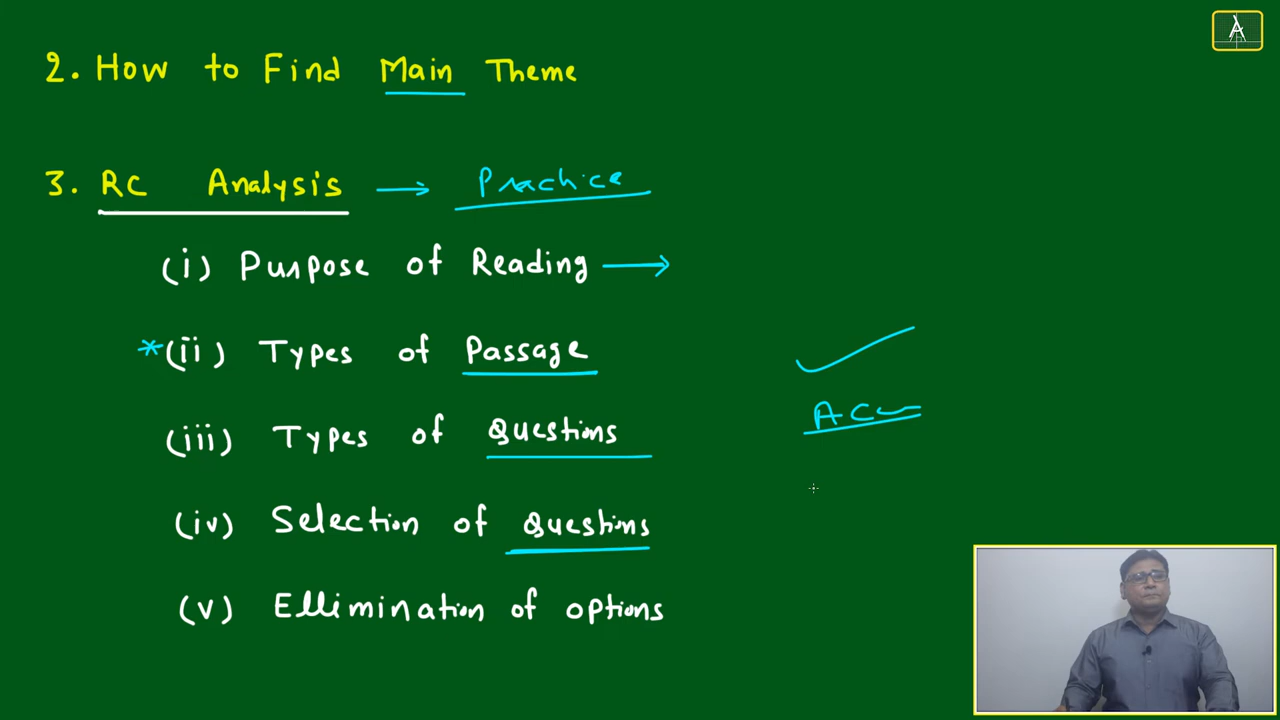 2. How to Find Main Theme
3. RC Analysis → Practice
(i) Purpose of Reading →
*(ii) Types of Passage
(iii) Types of Questions
(iv) Selection of Questions
(v) Ellimination of options